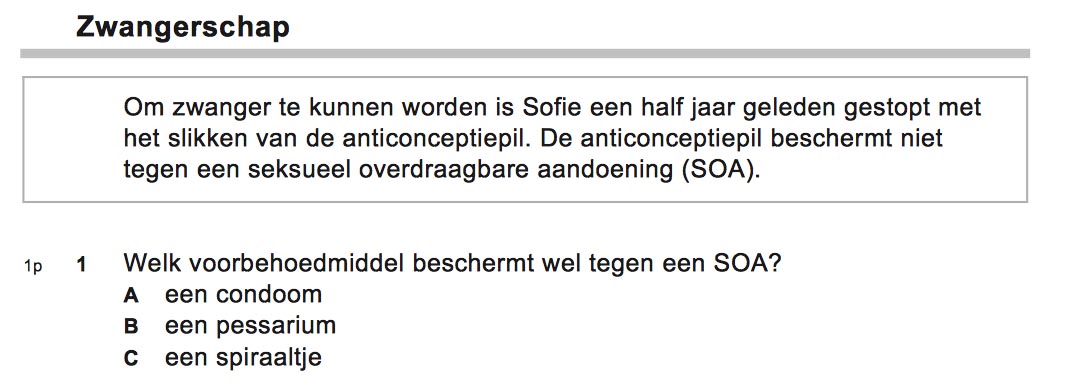 Zwangerschap
Om zwanger te kunnen worden is Sofie een half jaar geleden gestopt met
het slikken van de anticonceptiepil. De anticonceptiepil beschermt niet
tegen een seksueel overdraagbare aandoening (SOA).
1p 1 Welk voorbehoedmiddel beschermt wel tegen een SOA?
A een condoom
B een pessarium
C een spiraaltje